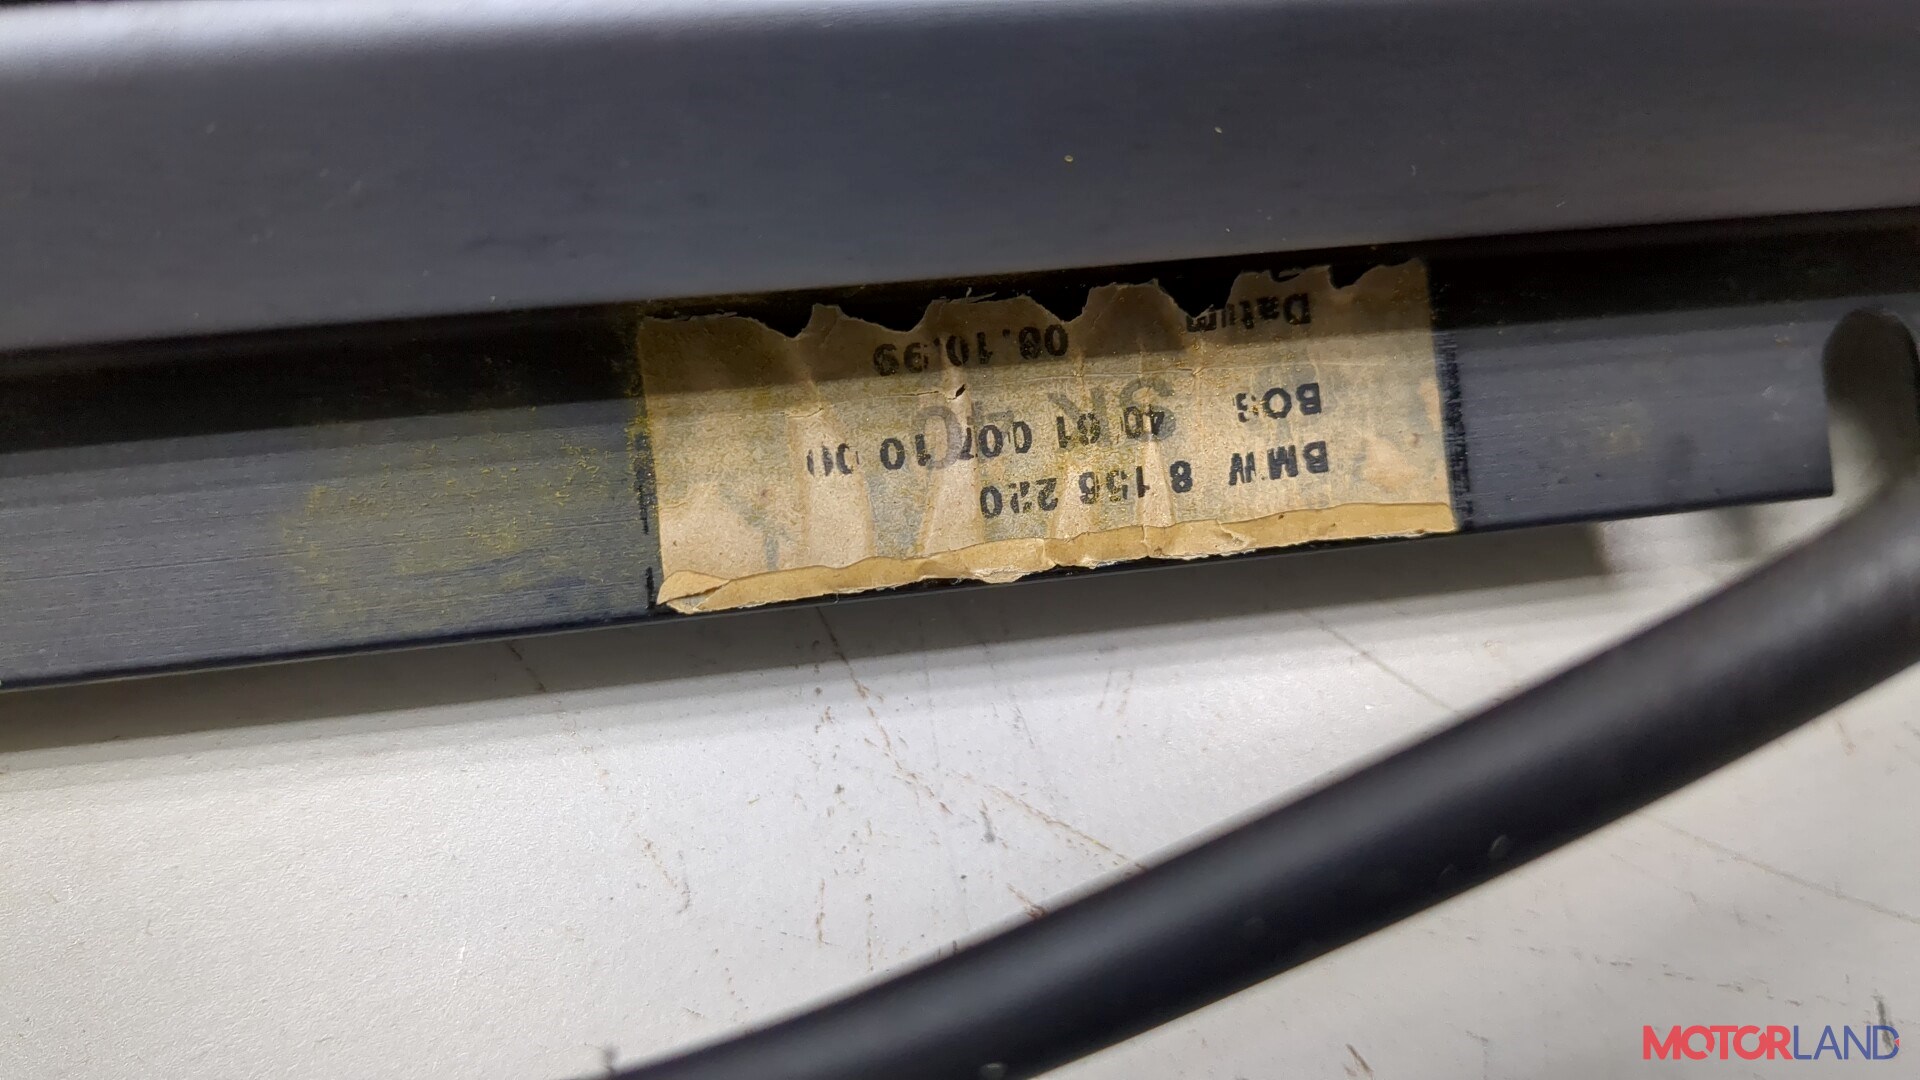 BMW 8 156 220
BOS 40 61 007 10 00
Datum 08.10.99
MOTORLAND